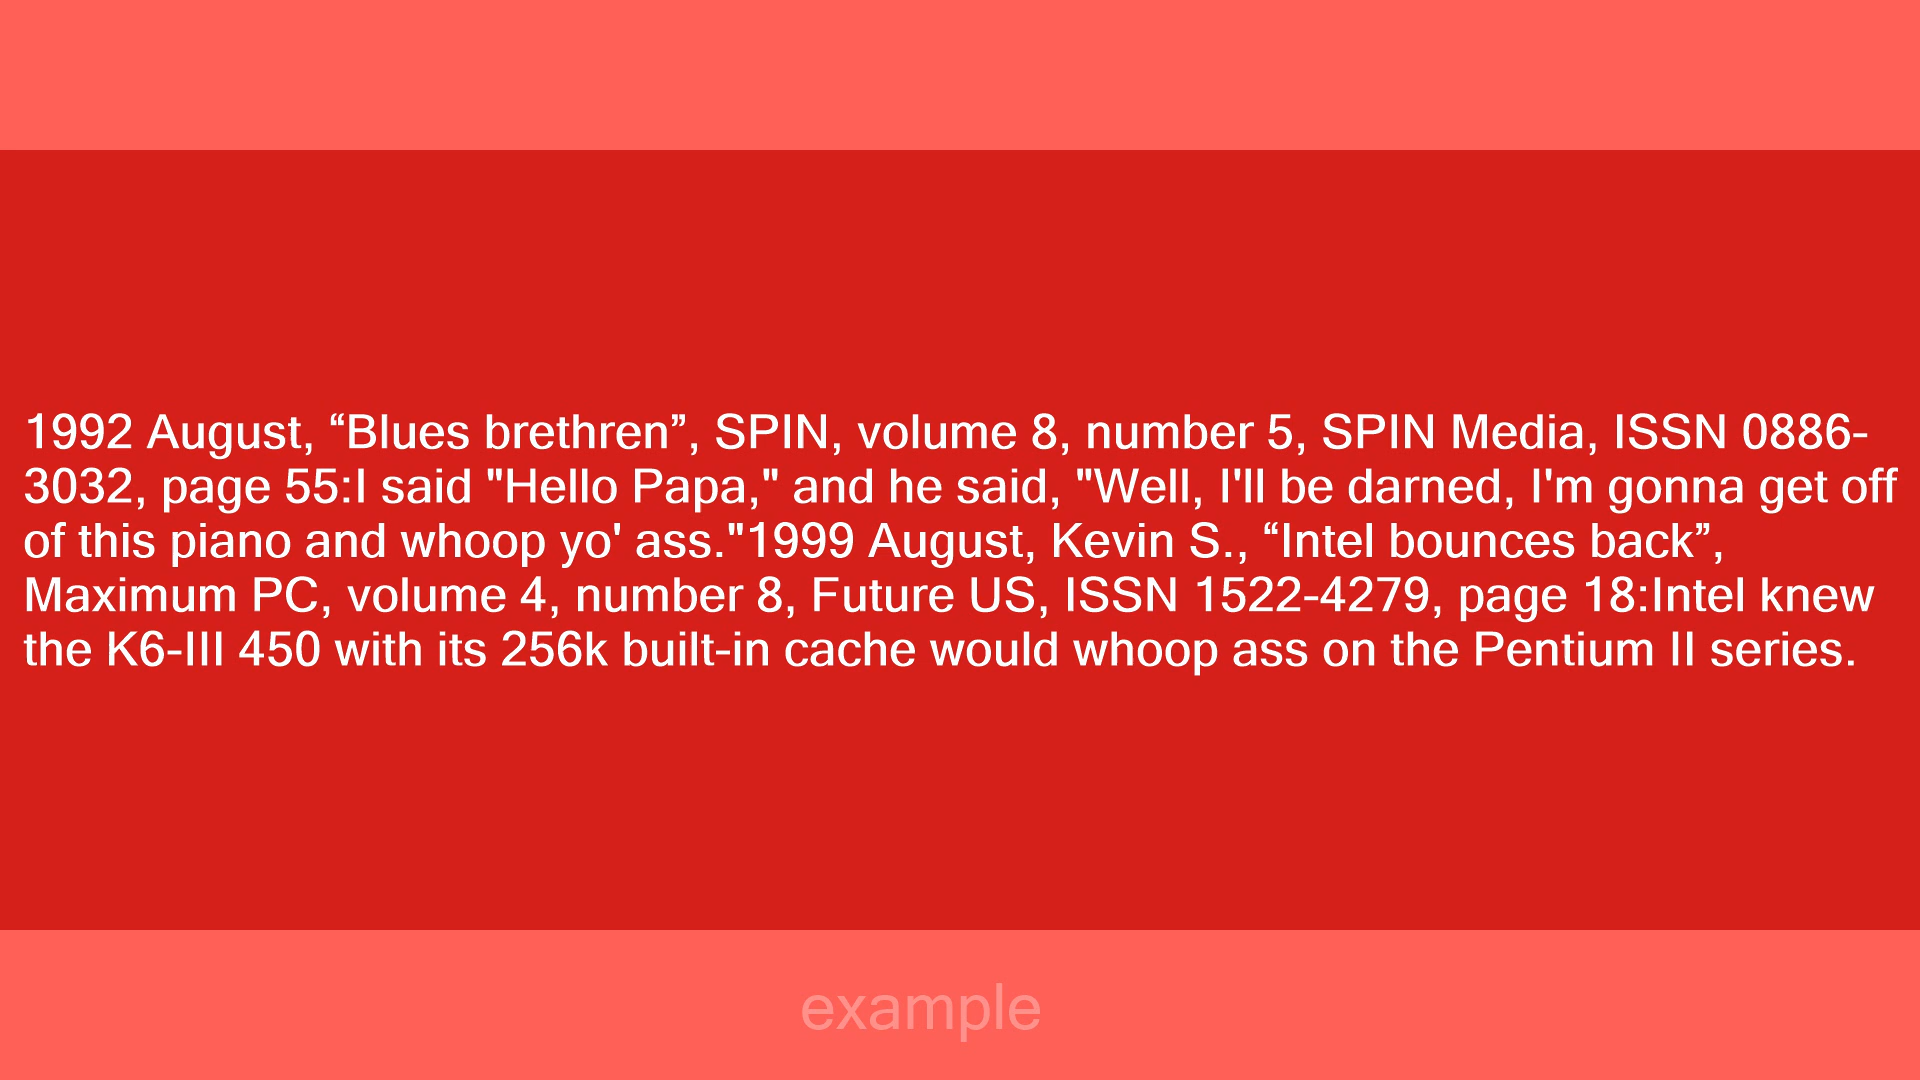 1992 August, “Blues brethren”, SPIN, volume 8, number 5, SPIN Media, ISSN 0886-
3032, page 55:I said "Hello Papa," and he said, "Well, I'll be darned, I'm gonna get off
of this piano and whoop yo' ass."1999 August, Kevin S., “Intel bounces back”,
Maximum PC, volume 4, number 8, Future US, ISSN 1522-4279, page 18:Intel knew
the K6-III 450 with its 256k built-in cache would whoop ass on the Pentium II series.
example